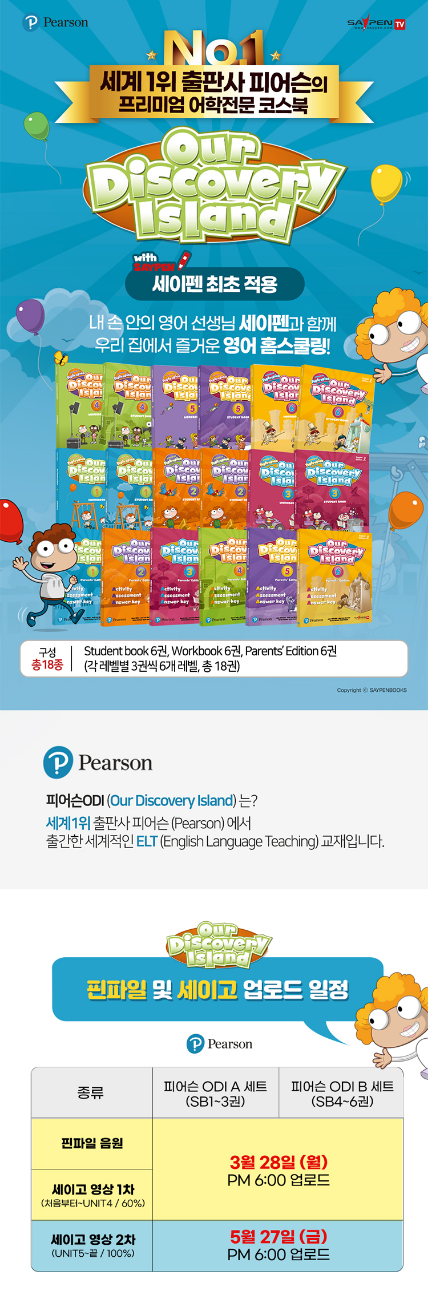 Pearson
SAYPEN TV
No.1
세계 1위 출판사 피어슨의
프리미엄 어학전문 코스북
Our
Discovery
Island
with
SAYPEN
세이펜 최초 적용
내 손 안의 영어 선생님 세이펜과 함께
우리 집에서 즐거운 영어 홈스쿨링!
구성
총18종
Student book 6권, Workbook 6권, Parents' Edition 6권
(각 레벨별 3권씩 6개 레벨, 총 18권)
Copyright ⓒ SAYPENBOOKS
Pearson
피어슨ODI (Our Discovery Island) 는?
세계1위 출판사 피어슨 (Pearson) 에서
출간한 세계적인 ELT (English Language Teaching) 교재입니다.
Our
Discovery
Island
핀파일 및 세이고 업로드 일정
Pearson
종류
피어슨 ODI A 세트
(SB1~3권)
피어슨 ODI B 세트
(SB4~6권)
핀파일 음원
세이고 영상 1차
(처음부터~UNIT4 / 60%)
3월 28일 (월)
PM 6:00 업로드
세이고 영상 2차
(UNIT5~끝 / 100%)
5월 27일 (금)
PM 6:00 업로드